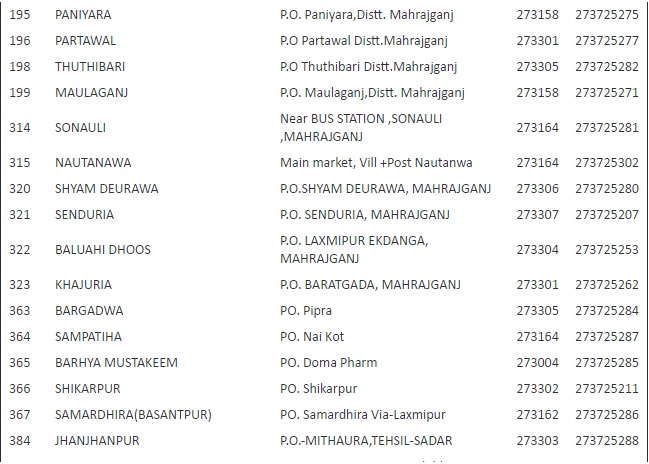 195 PANIYARA P.O. Paniyara,Distt. Mahrajganj 273158 273725275
196 PARTAWAL P.O Partawal Distt.Mahrajganj 273301 273725277
198 THUTHIBARI P.O Thuthibari Distt.Mahrajganj 273305 273725282
199 MAULAGANJ P.O. Maulaganj,Distt. Mahrajganj 273158 273725271
314 SONAULI Near BUS STATION ,SONAULI ,MAHRAJGANJ 273164 273725281
315 NAUTANAWA Main market, Vill +Post Nautanwa 273164 273725302
320 SHYAM DEURAWA P.O.SHYAM DEURAWA, MAHRAJGANJ 273306 273725280
321 SENDURIA P.O. SENDURIA, MAHRAJGANJ 273307 273725207
322 BALUAHI DHOOS P.O. LAXMIPUR EKDANGA, MAHRAJGANJ 273304 273725253
323 KHAJURIA P.O. BARATGADA, MAHRAJGANJ 273301 273725262
363 BARGADWA PO. Pipra 273305 273725284
364 SAMPATIHA PO. Nai Kot 273164 273725287
365 BARHYA MUSTAKEEM PO. Doma Pharm 273004 273725285
366 SHIKARPUR PO. Shikarpur 273302 273725211
367 SAMARDHIRA(BASANTPUR) PO. Samardhira Via-Laxmipur 273162 273725286
384 JHANJHANPUR P.O.-MITHAURA,TEHSIL-SADAR 273303 273725288